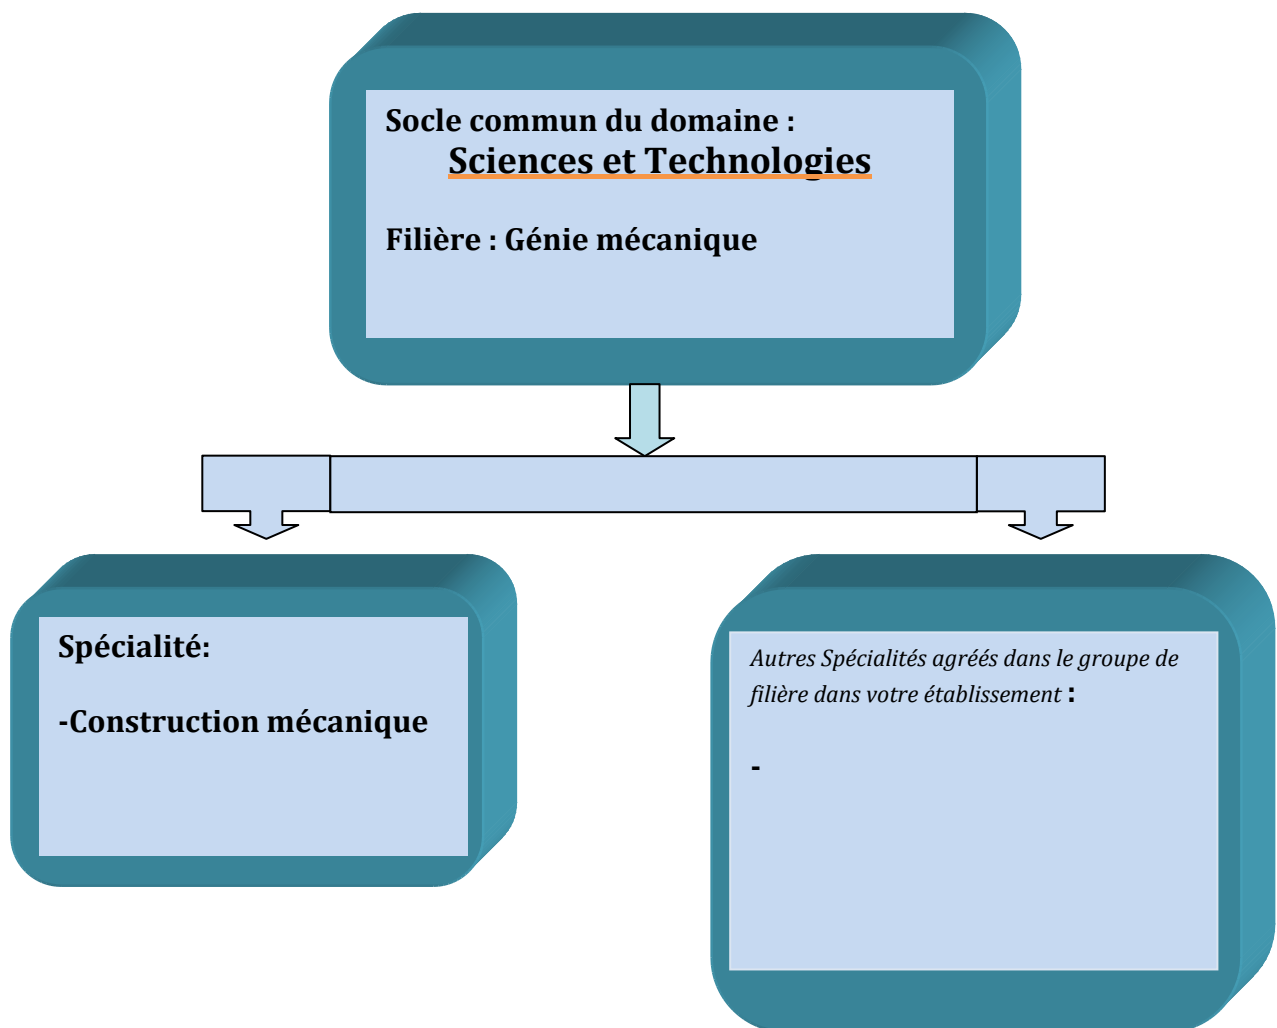 Socle commun du domaine :
Sciences et Technologies
Filière : Génie mécanique
Spécialité:
-Construction mécanique
Autres Spécialités agréés dans le groupe de
filière dans votre établissement :
-